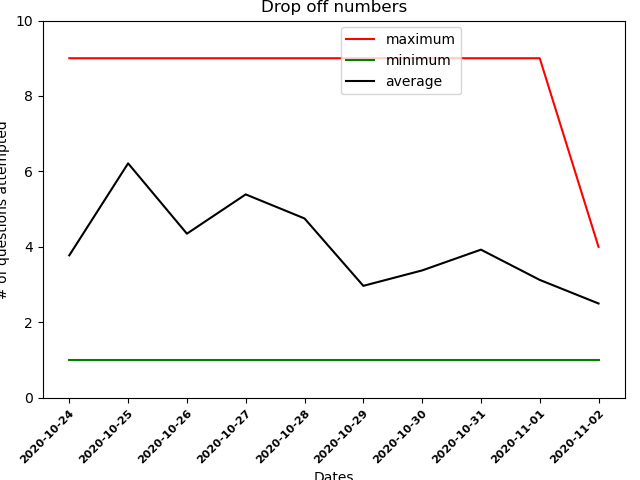 Drop off numbers
10
8
6
4
2
0
# of questions attempted
maximum
minimum
average
2020-10-24
2020-10-25
2020-10-26
2020-10-27
2020-10-28
2020-10-29
2020-10-30
2020-10-31
2020-11-01
2020-11-02
Dates